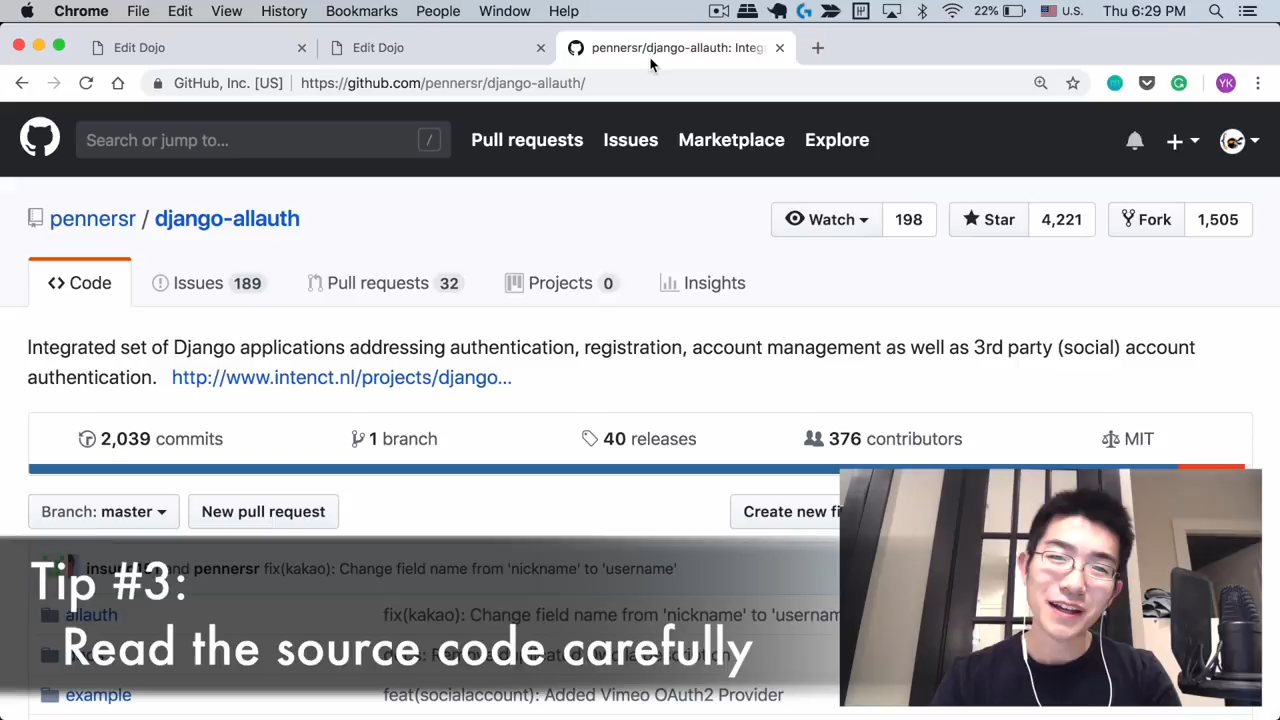 Chrome File Edit View History Bookmarks People Window Help 22% U.S. Thu 6:29 PM
Edit Dojo Edit Dojo pennersr/django-allauth: Integ
GitHub, Inc. [US] https://github.com/pennersr/django-allauth/ YK
Search or jump to... / Pull requests Issues Marketplace Explore
pennersr / django-allauth Watch 198 Star 4,221 Fork 1,505
Code Issues 189 Pull requests 32 Projects 0 Insights
Integrated set of Django applications addressing authentication, registration, account management as well as 3rd party (social) account
authentication. http://www.intenct.nl/projects/django...
2,039 commits 1 branch 40 releases 376 contributors MIT
Branch: master New pull request Create new fi
and pennersr fix(kakao): Change field name from 'nickname' to 'username'
Tip #3:
allauth fix(kakao): Change field name from 'nickname' to 'usernam
Read the source code carefully
example feat(socialaccount): Added Vimeo OAuth2 Provider